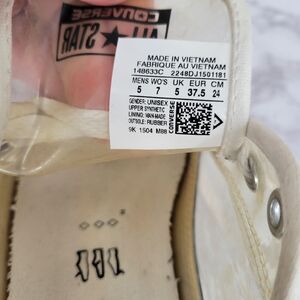 CONVERSE
ALL ★ STAR
MADE IN VIETNAM
FABRIQUE AU VIETNAM
148633C 2248DJ1501181
MENS WO'S UK EUR CM
5 7 5 37.5 24
GENDER: UNISEX
UPPER: SYNTHETIC
LINING: MAN-MADE
OUTSOLE: RUBBER
9K 1504 M88
CONVERSE